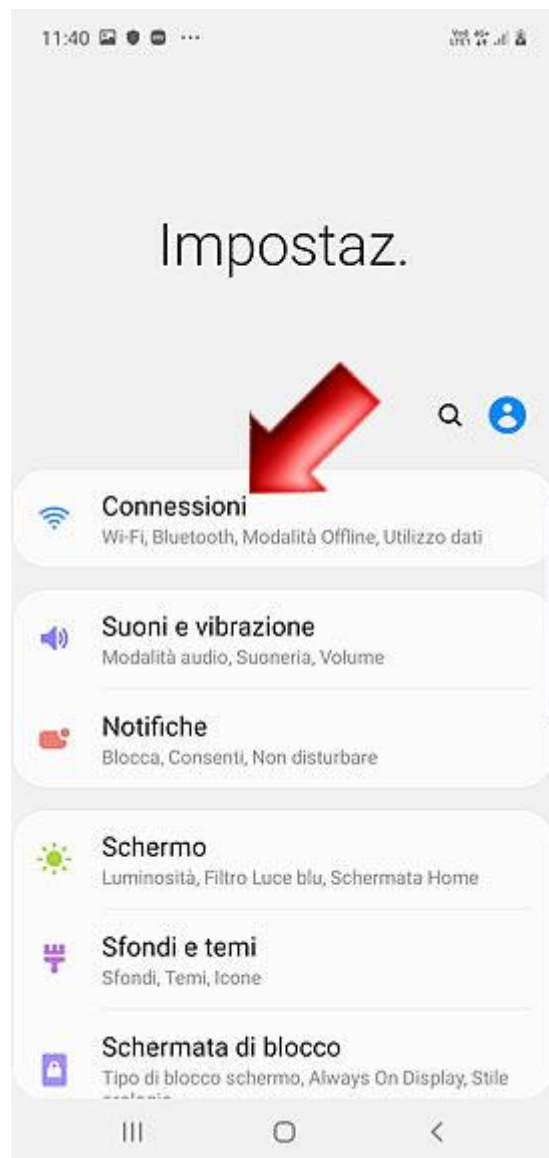 11:40
Impostaz.
Connessioni
Wi-Fi, Bluetooth, Modalità Offline, Utilizzo dati
Suoni e vibrazione
Modalità audio, Suoneria, Volume
Notifiche
Blocca, Consenti, Non disturbare
Schermo
Luminosità, Filtro Luce blu, Schermata Home
Sfondi e temi
Sfondi, Temi, Icone
Schermata di blocco
Tipo di blocco schermo, Always On Display, Stile